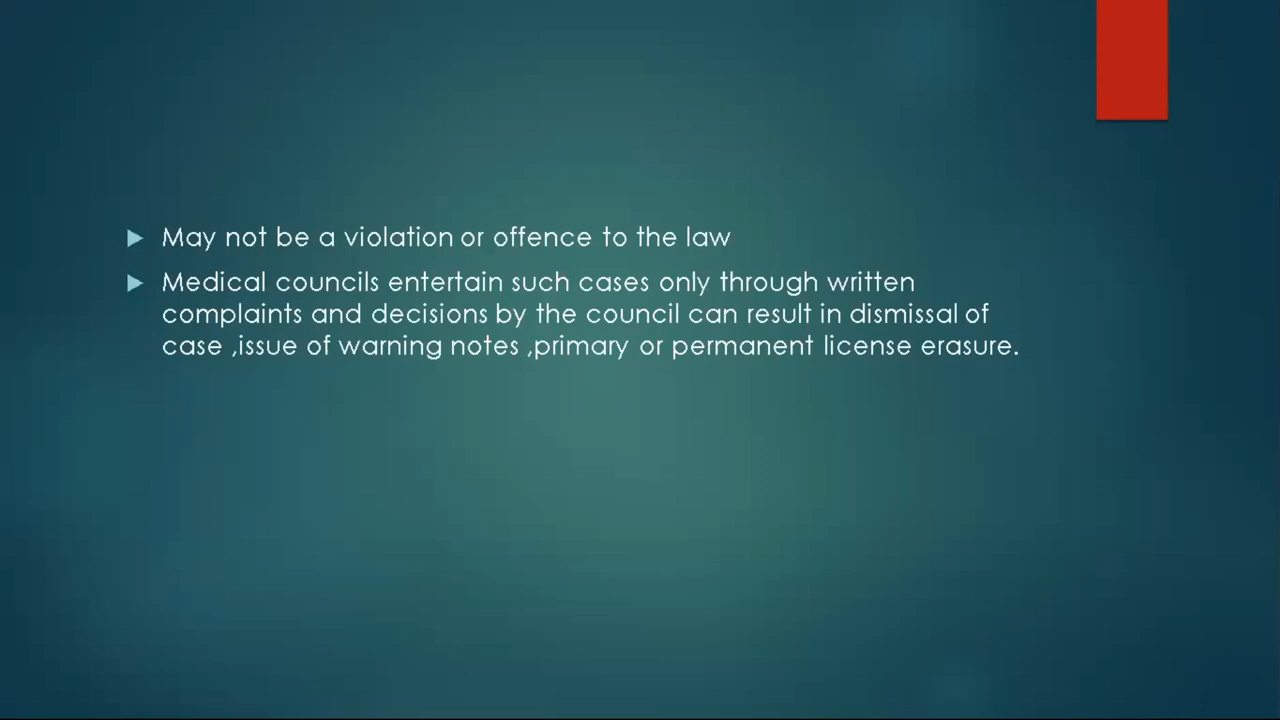 May not be a violation or offence to the law
Medical councils entertain such cases only through written
complaints and decisions by the council can result in dismissal of
case ,issue of warning notes ,primary or permanent license erasure.